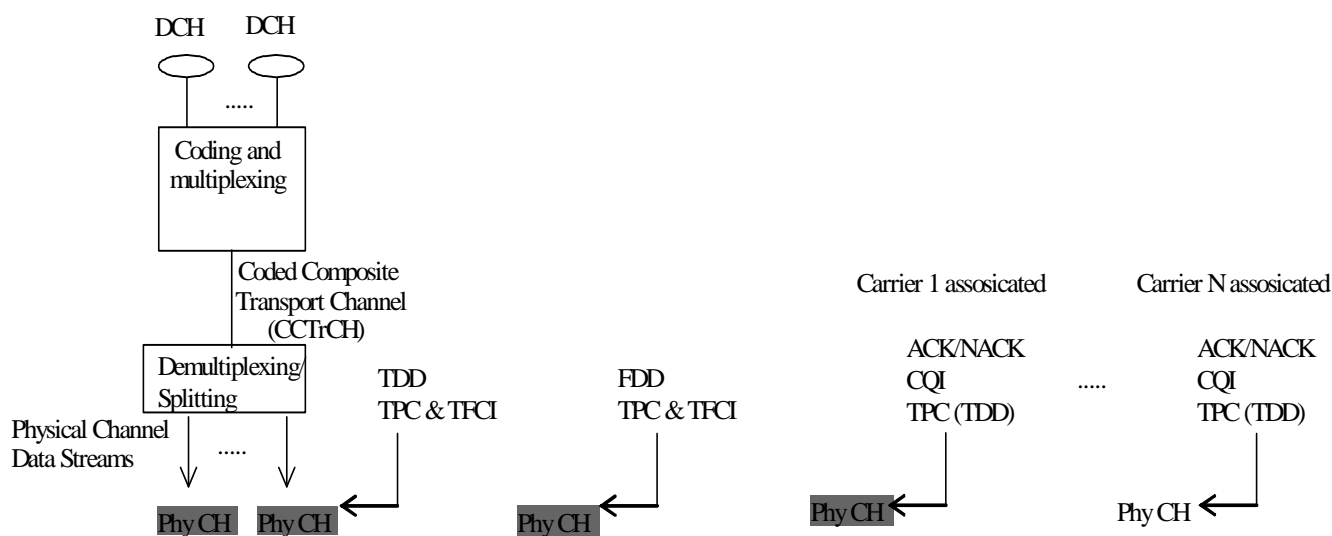 DCH DCH
.....
Coding and
multiplexing
Coded Composite
Transport Channel
(CCTrCH)
Demultiplexing/
Splitting
Physical Channel
Data Streams
.....
Phy CH Phy CH
TDD
TPC & TFCI
FDD
TPC & TFCI
Phy CH
Carrier 1 assosicated
ACK/NACK
CQI
TPC (TDD)
Phy CH
.....
Carrier N assosicated
ACK/NACK
CQI
TPC (TDD)
Phy CH